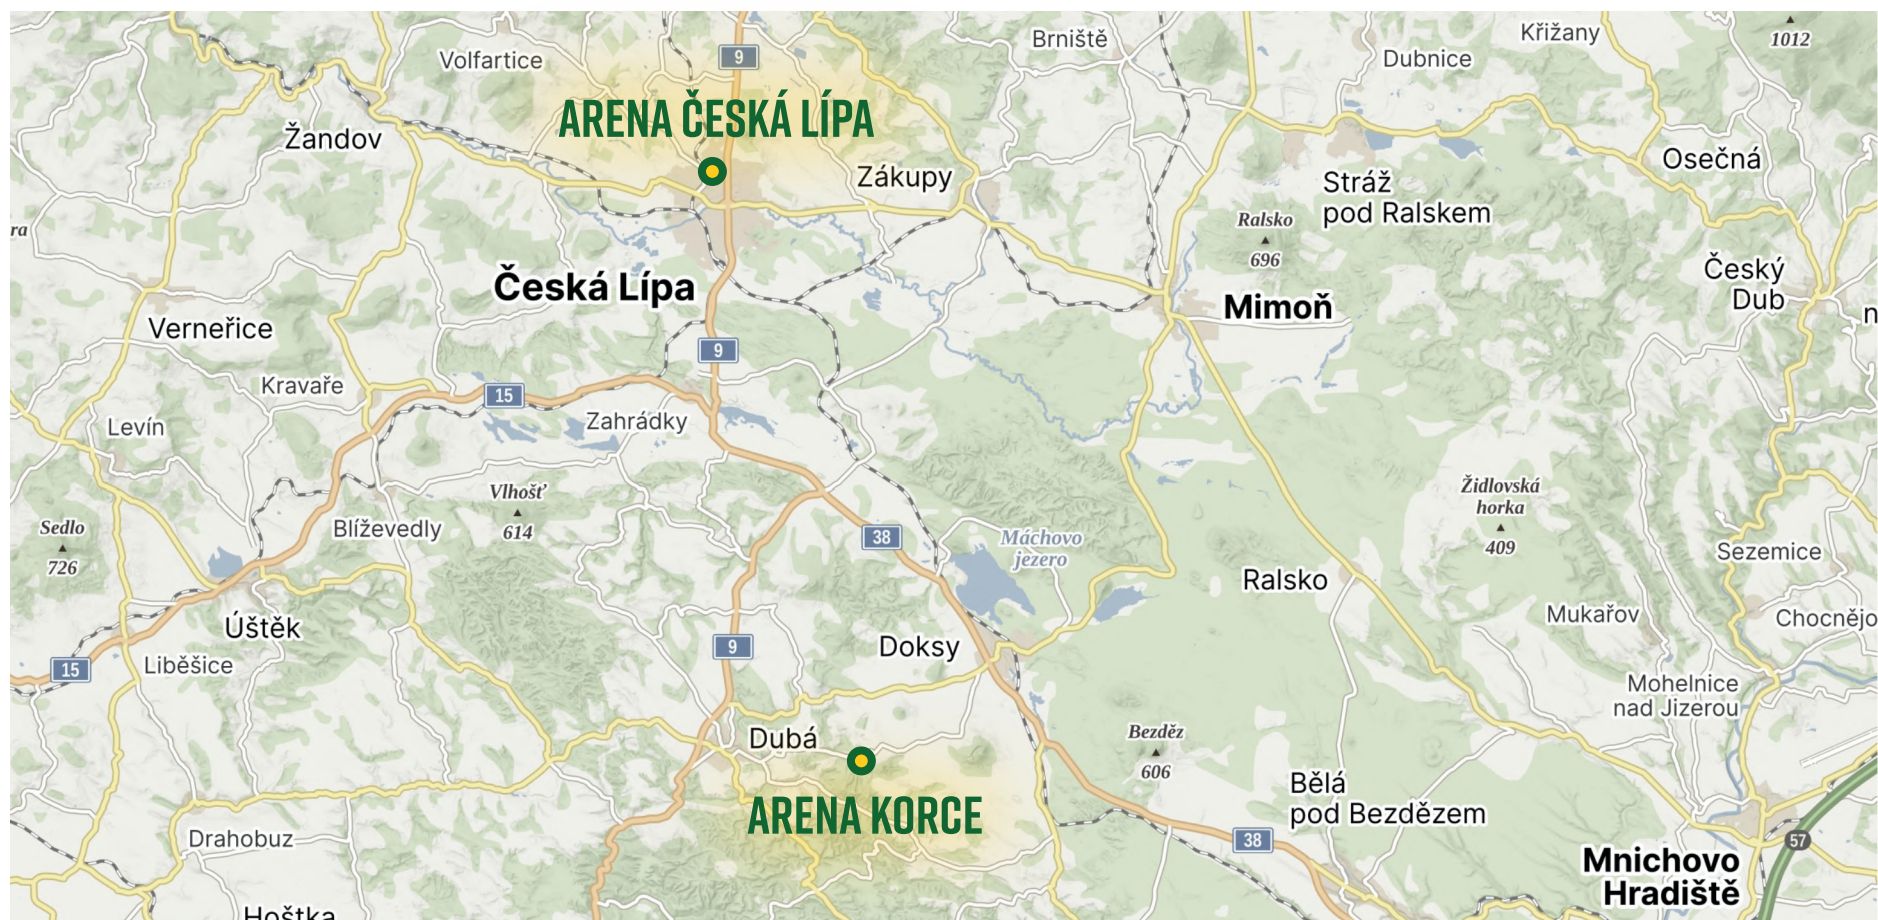 Brniště
Křižany
1012
Volfartice
9
Dubnice
ARENA ČESKÁ LÍPA
Žandov
Zákupy
Osečná
Stráž
pod Ralskem
ra
Ralsko
696
Český
Dub
Česká Lípa
Mimoň
n
Verneřice
9
Kravaře
15
Levín
Zahrádky
Vlhošť
614
Židlovská
horka
409
Sedlo
726
Blíževedly
38
Máchovo
jezero
Sezemice
Ralsko
Úštěk
Mukařov
Chocnějo
9
Doksy
15
Liběšice
Mohelnice
nad Jizerou
Dubá
Bezděz
606
Bělá
pod Bezdězem
ARENA KORCE
Drahobuz
38
57
Mnichovo
Hradiště
Hoštka